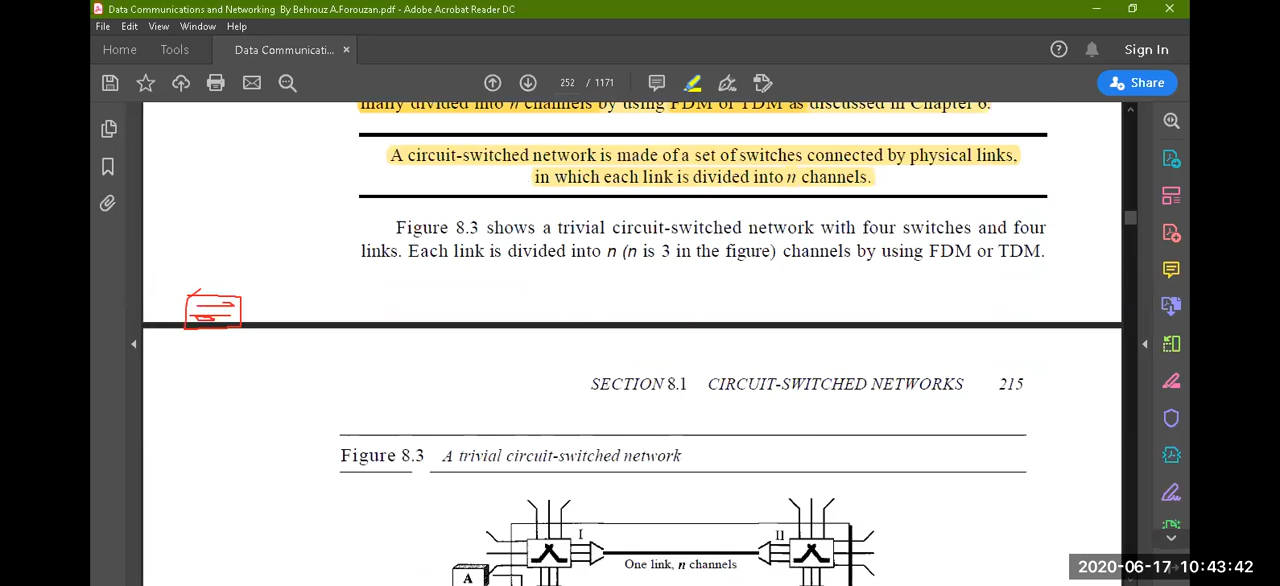 Data Communications and Networking By Behrouz A.Forouzan.pdf - Adobe Acrobat Reader DC
File Edit View Window Help
Home Tools Data Communicati... × Sign In
252 / 1171 Share
mally divided into n channels by using FDM or TDM as discussed in Chapter 6.
A circuit-switched network is made of a set of switches connected by physical links,
in which each link is divided into n channels.
Figure 8.3 shows a trivial circuit-switched network with four switches and four
links. Each link is divided into n (n is 3 in the figure) channels by using FDM or TDM.
SECTION 8.1 CIRCUIT-SWITCHED NETWORKS 215
Figure 8.3 A trivial circuit-switched network
I II
One link, n channels
A
2020-06-17 10:43:42